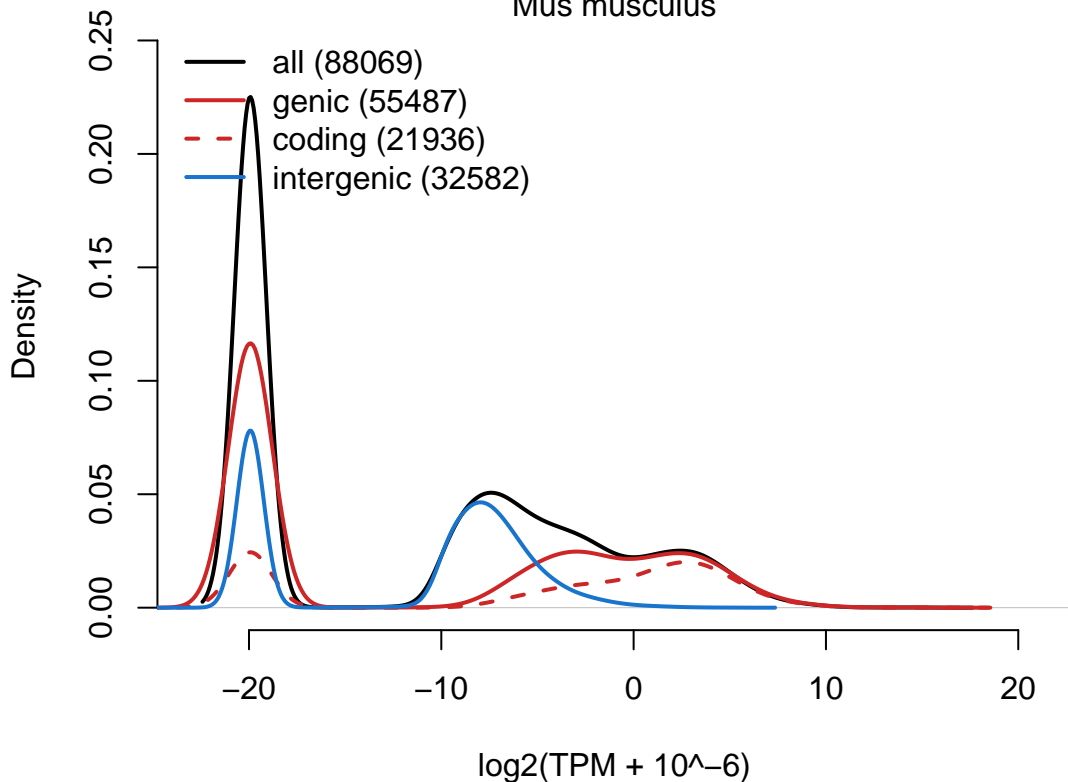 Mus musculus
all (88069)
genic (55487)
coding (21936)
intergenic (32582)
Density
0.25
0.20
0.15
0.10
0.05
0.00
−20
−10
0
10
20
log2(TPM + 10^−6)